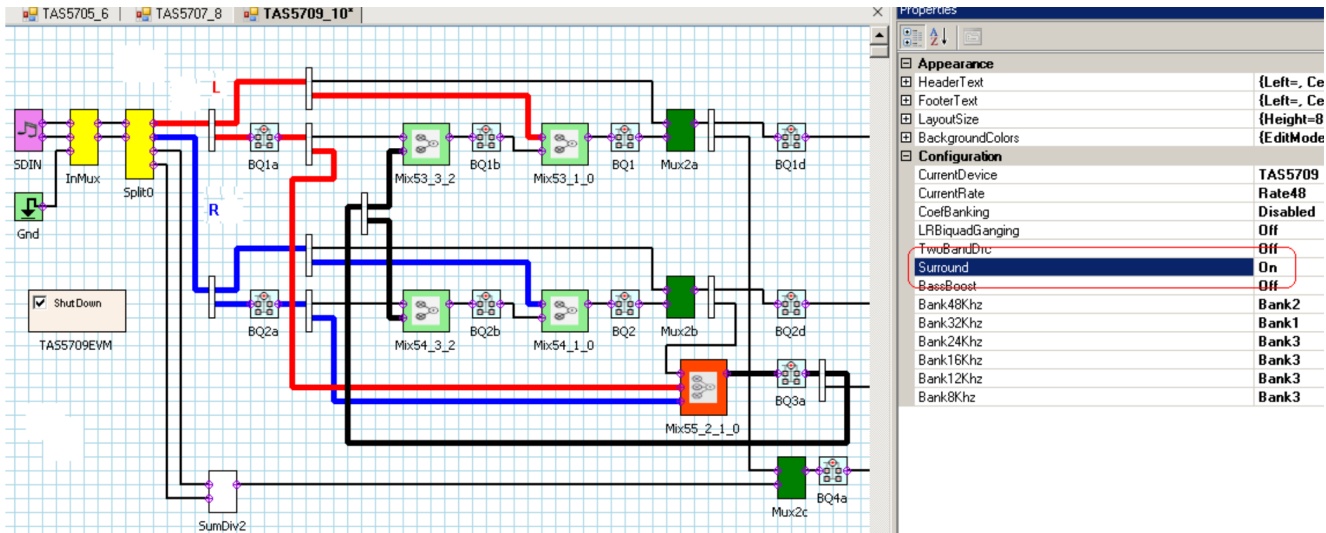 TAS5705_6 TAS5707_8 TAS5709_10*
Properties
L
SDIN
InMux
Split0
BQ1a
Mix53_3_2
BQ1b
Mix53_1_0
BQ1
Mux2a
BQ1d
Gnd
R
Shut Down
TAS5709EVM
BQ2a
Mix54_3_2
BQ2b
Mix54_1_0
BQ2
Mux2b
BQ2d
BQ3a
Mix55_2_1_0
SumDiv2
Mux2c
BQ4a
Appearance
HeaderText {Left=, Ce
FooterText {Left=, Ce
LayoutSize {Height=8
BackgroundColors {EditMode
Configuration
CurrentDevice TAS5709
CurrentRate Rate48
CoefBanking Disabled
LRBiquadGanging Off
TwoBandDrc Off
Surround On
BassBoost Off
Bank48Khz Bank2
Bank32Khz Bank1
Bank24Khz Bank3
Bank16Khz Bank3
Bank12Khz Bank3
Bank8Khz Bank3